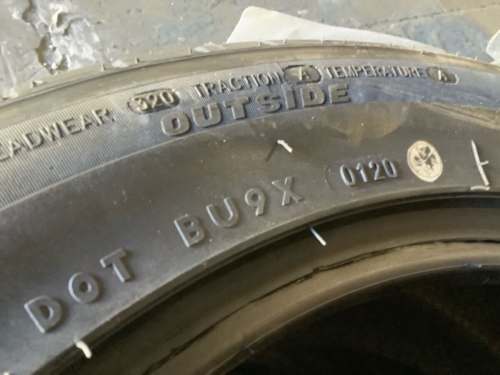 TREADWEAR 320 TRACTION A TEMPERATURE A
OUTSIDE
DOT BU9X 0120